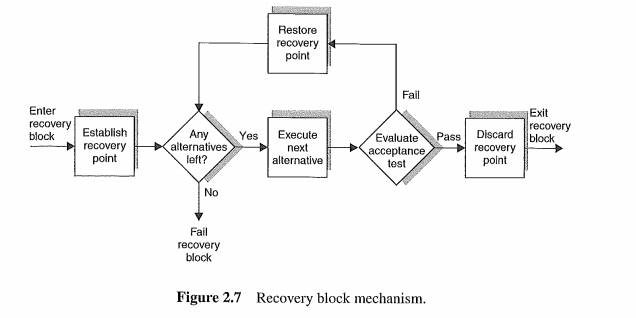 Restore
recovery
point
Fail
Enter
recovery
block
Establish
recovery
point
Any
alternatives
left?
Yes
Execute
next
alternative
Evaluate
acceptance
test
Pass
Discard
recovery
point
Exit
recovery
block
No
Fail
recovery
block
Figure 2.7 Recovery block mechanism.